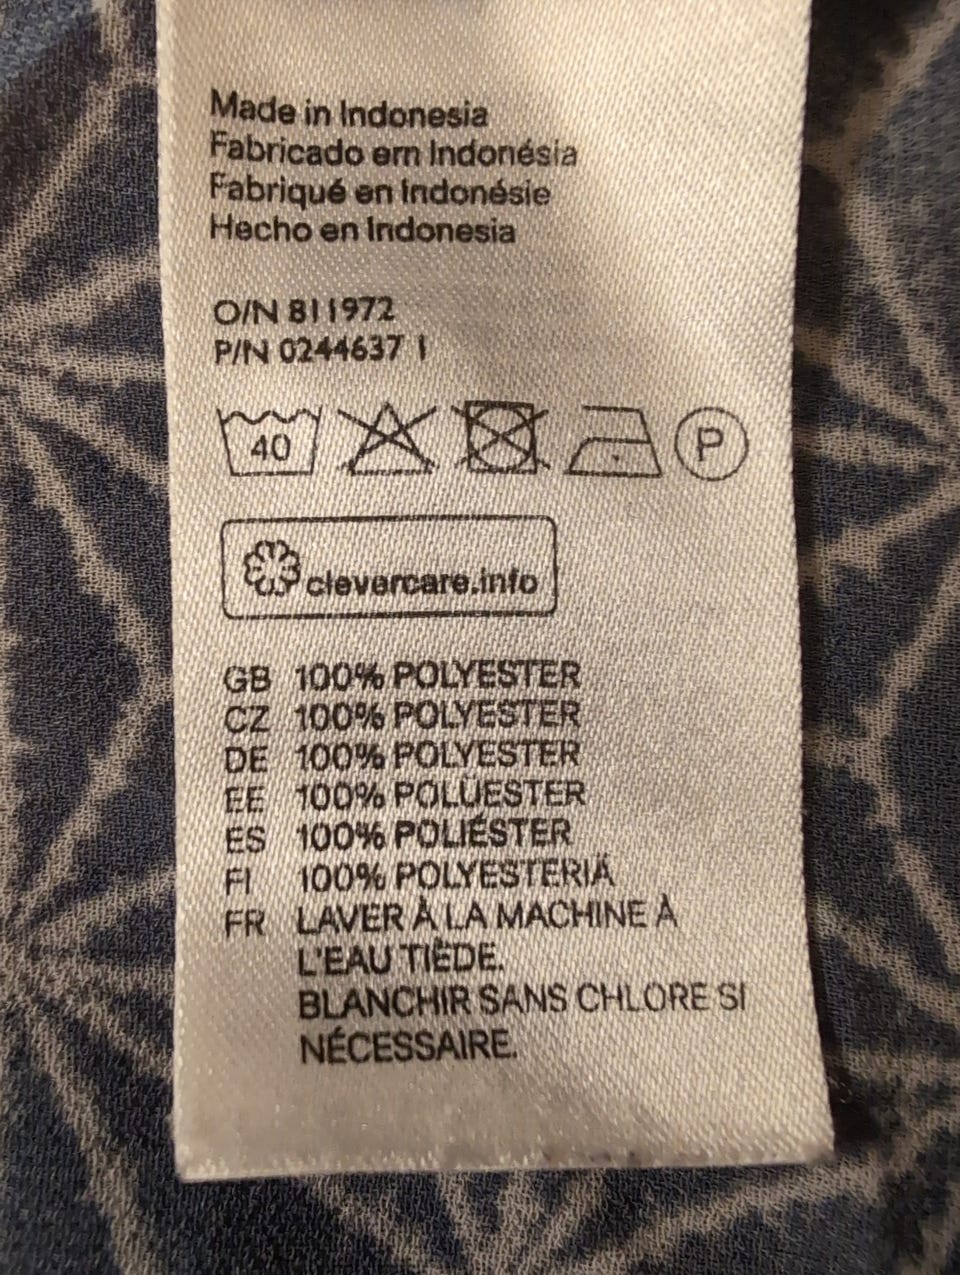 Made in Indonesia
Fabricado em Indonésia
Fabriqué en Indonésie
Hecho en Indonesia
O/N 811972
P/N 0244637 1
40 P
clevercare.info
GB 100% POLYESTER
CZ 100% POLYESTER
DE 100% POLYESTER
EE 100% POLÜESTER
ES 100% POLIÉSTER
FI 100% POLYESTERIÄ
FR LAVER À LA MACHINE À
L'EAU TIÈDE.
BLANCHIR SANS CHLORE SI
NÉCESSAIRE.